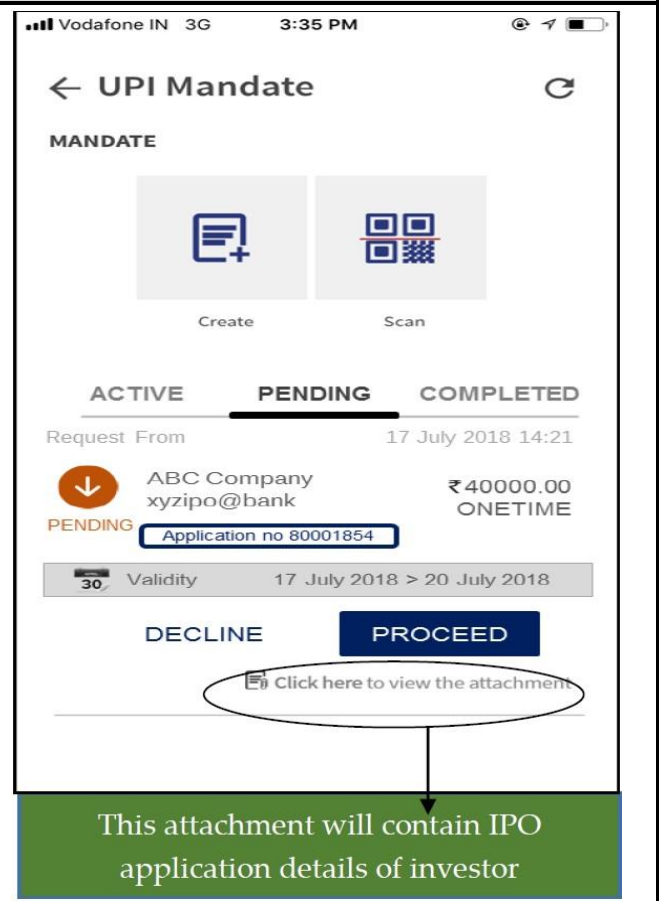 Vodafone IN 3G 3:35 PM
← UPI Mandate
MANDATE
Create Scan
ACTIVE PENDING COMPLETED
Request From 17 July 2018 14:21
ABC Company
xyzipo@bank
₹40000.00
ONETIME
PENDING
Application no 80001854
30 Validity 17 July 2018 > 20 July 2018
DECLINE PROCEED
Click here to view the attachment
This attachment will contain IPO
application details of investor